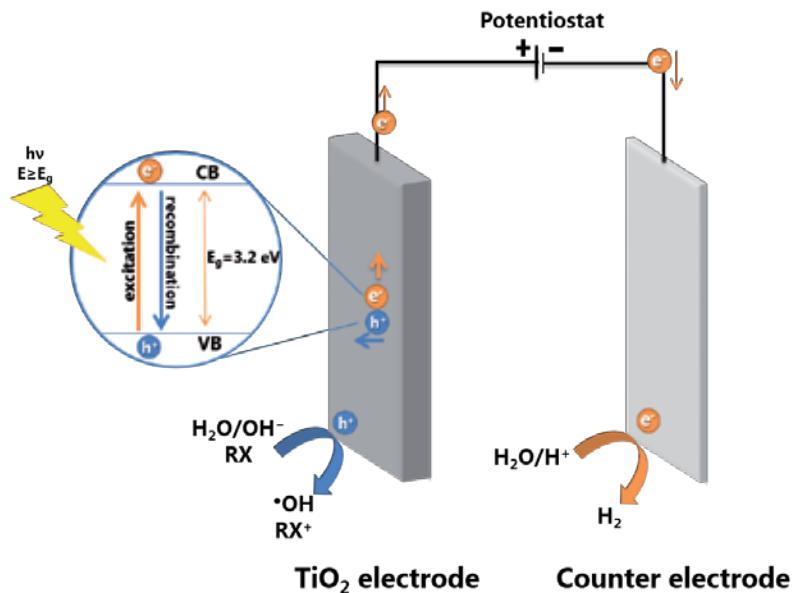 Potentiostat
+ −
e⁻
e⁻
hν
E≥Eg
e⁻ CB
excitation
recombination
Eg=3.2 eV
h⁺ VB
e⁻
h⁺
h⁺
H₂O/OH⁻
RX
•OH
RX⁺
e⁻
H₂O/H⁺
H₂
TiO₂ electrode
Counter electrode